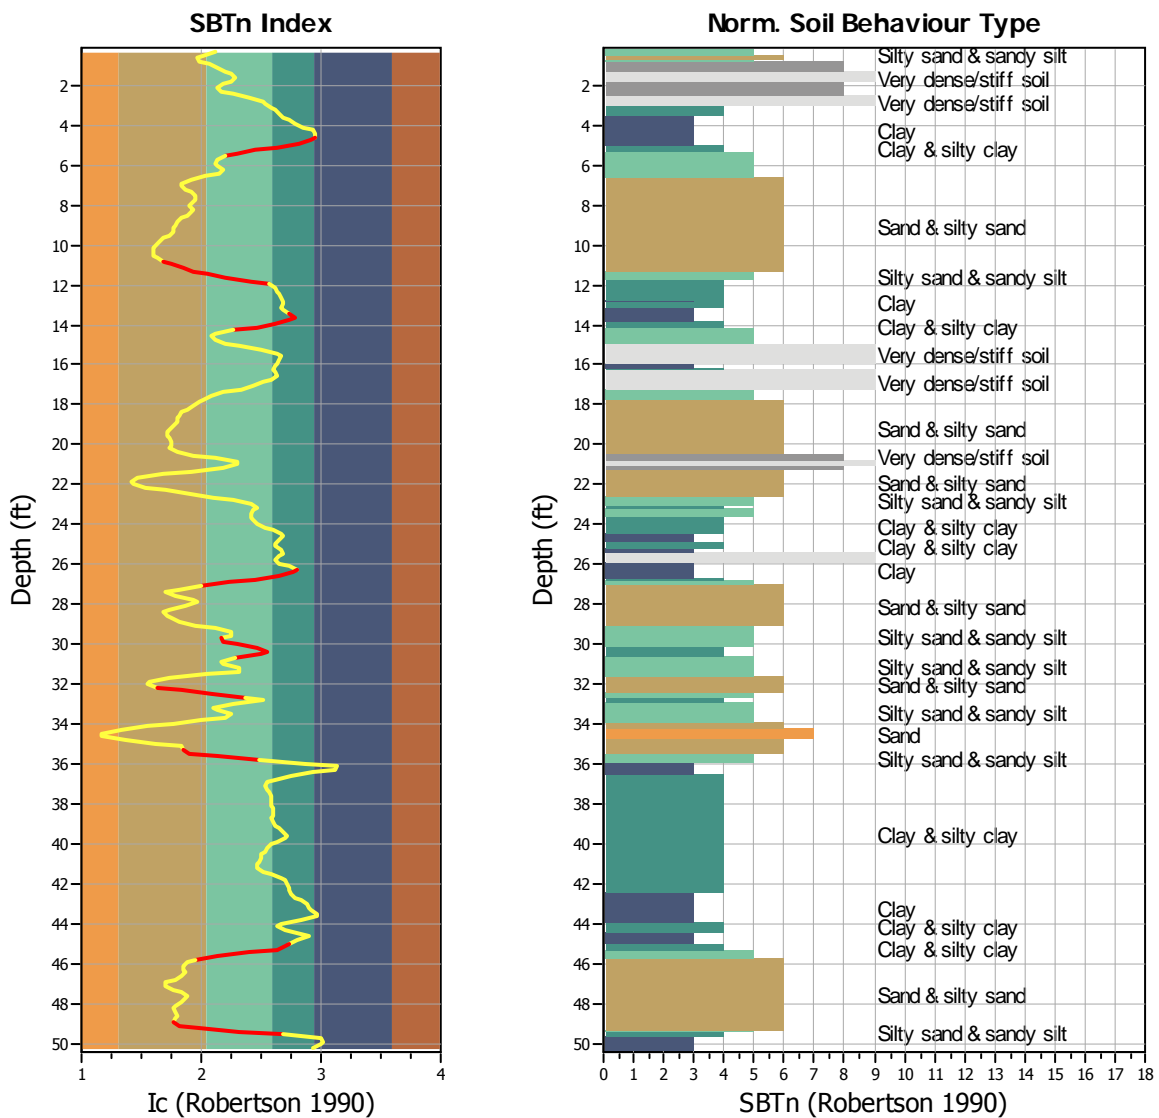 SBTn Index
2
4
6
8
10
12
14
16
18
20
22
24
26
28
30
32
34
36
38
40
42
44
46
48
50
Depth (ft)
1 2 3 4
Ic (Robertson 1990)
Norm. Soil Behaviour Type
2
4
6
8
10
12
14
16
18
20
22
24
26
28
30
32
34
36
38
40
42
44
46
48
50
Depth (ft)
Silty sand & sandy silt
Very dense/stiff soil
Very dense/stiff soil
Clay
Clay & silty clay
Sand & silty sand
Silty sand & sandy silt
Clay
Clay & silty clay
Very dense/stiff soil
Very dense/stiff soil
Sand & silty sand
Very dense/stiff soil
Sand & silty sand
Silty sand & sandy silt
Clay & silty clay
Clay & silty clay
Clay
Sand & silty sand
Silty sand & sandy silt
Silty sand & sandy silt
Sand & silty sand
Silty sand & sandy silt
Sand
Silty sand & sandy silt
Clay & silty clay
Clay
Clay & silty clay
Clay & silty clay
Sand & silty sand
Silty sand & sandy silt
0 1 2 3 4 5 6 7 8 9 10 11 12 13 14 15 16 17 18
SBTn (Robertson 1990)